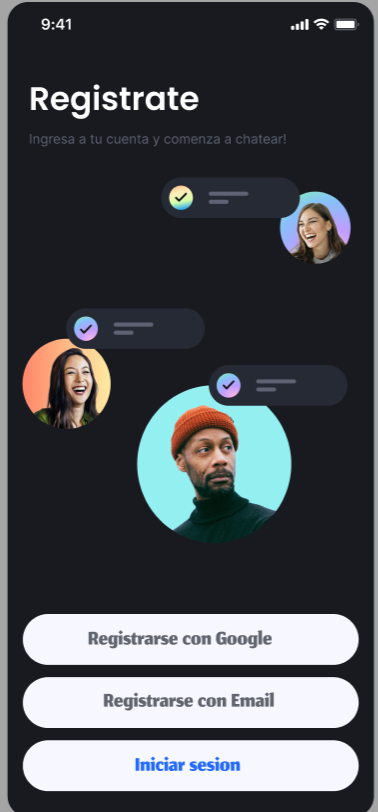 9:41
Registrate
Ingresa a tu cuenta y comenza a chatear!
Registrarse con Google
Registrarse con Email
Iniciar sesion